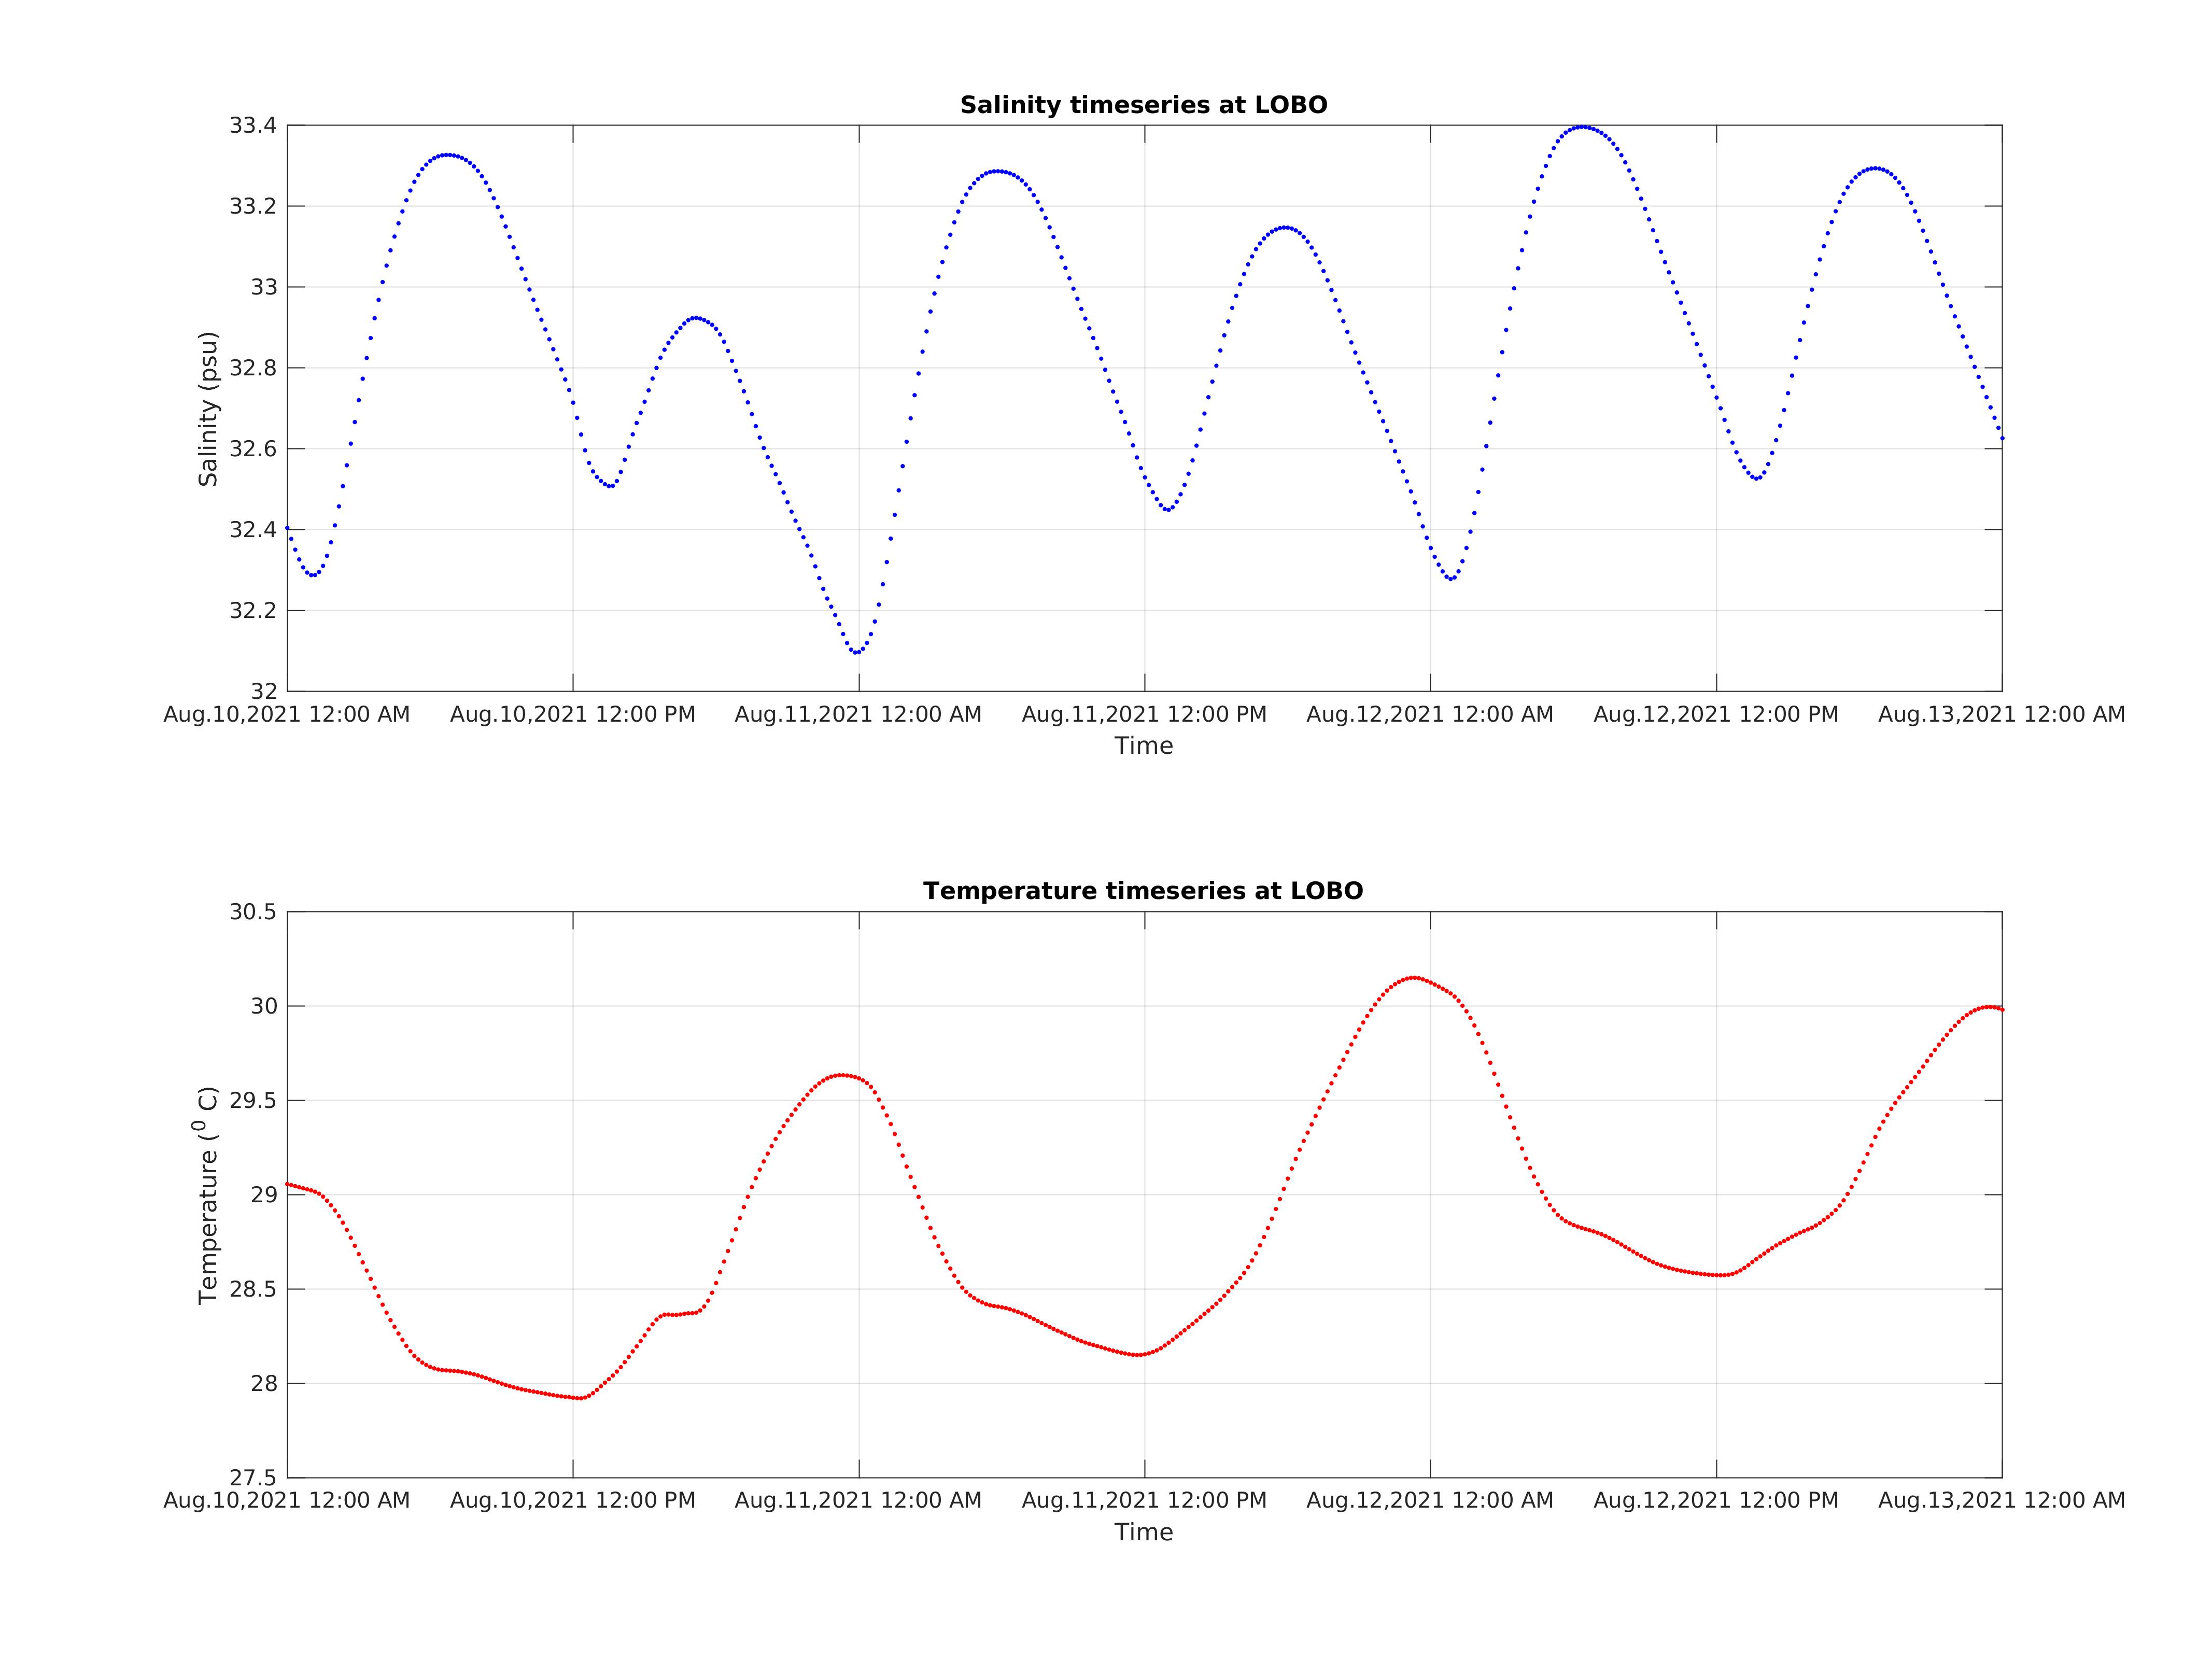 Salinity timeseries at LOBO
33.4
33.2
33
32.8
32.6
32.4
32.2
32
Salinity (psu)
Aug.10,2021 12:00 AM Aug.10,2021 12:00 PM Aug.11,2021 12:00 AM Aug.11,2021 12:00 PM Aug.12,2021 12:00 AM Aug.12,2021 12:00 PM Aug.13,2021 12:00 AM
Time
Temperature timeseries at LOBO
30.5
30
29.5
29
28.5
28
27.5
Temperature (⁰ C)
Aug.10,2021 12:00 AM Aug.10,2021 12:00 PM Aug.11,2021 12:00 AM Aug.11,2021 12:00 PM Aug.12,2021 12:00 AM Aug.12,2021 12:00 PM Aug.13,2021 12:00 AM
Time